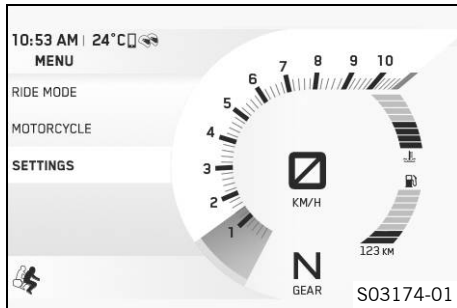 10:53 AM | 24°C
MENU
RIDE MODE
MOTORCYCLE
SETTINGS
1
2
3
4
5
6
7
8
9
10
0
KM/H
N
GEAR
123 KM
S03174-01